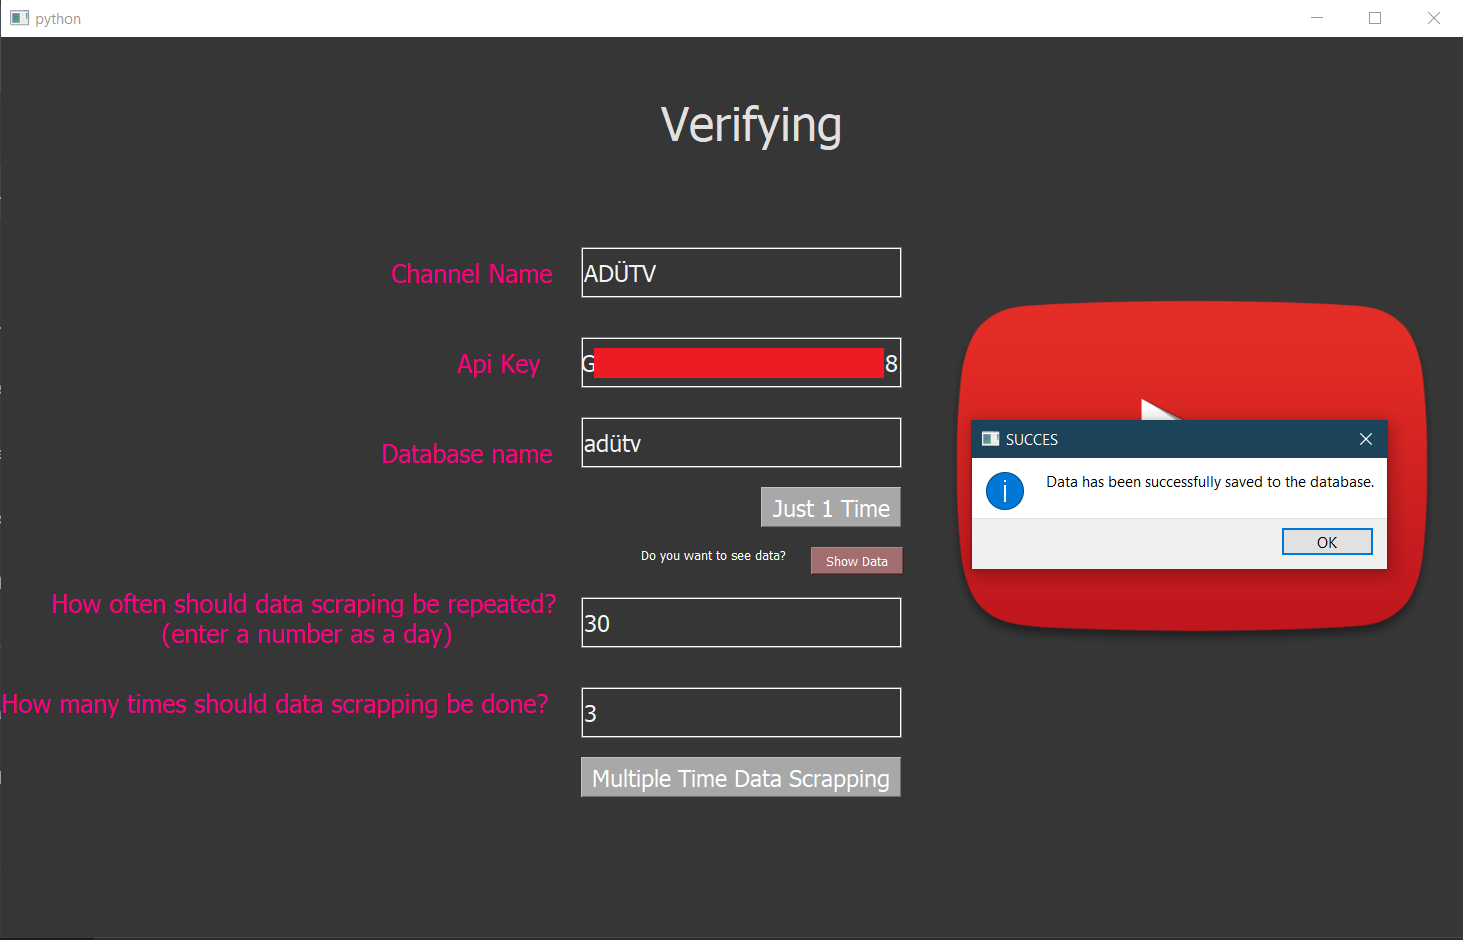 python
Verifying
Channel Name
ADÜTV
Api Key
G 8
Database name
adütv
Just 1 Time
Do you want to see data?
Show Data
How often should data scraping be repeated?
(enter a number as a day)
30
How many times should data scrapping be done?
3
Multiple Time Data Scrapping
SUCCES
Data has been successfully saved to the database.
OK